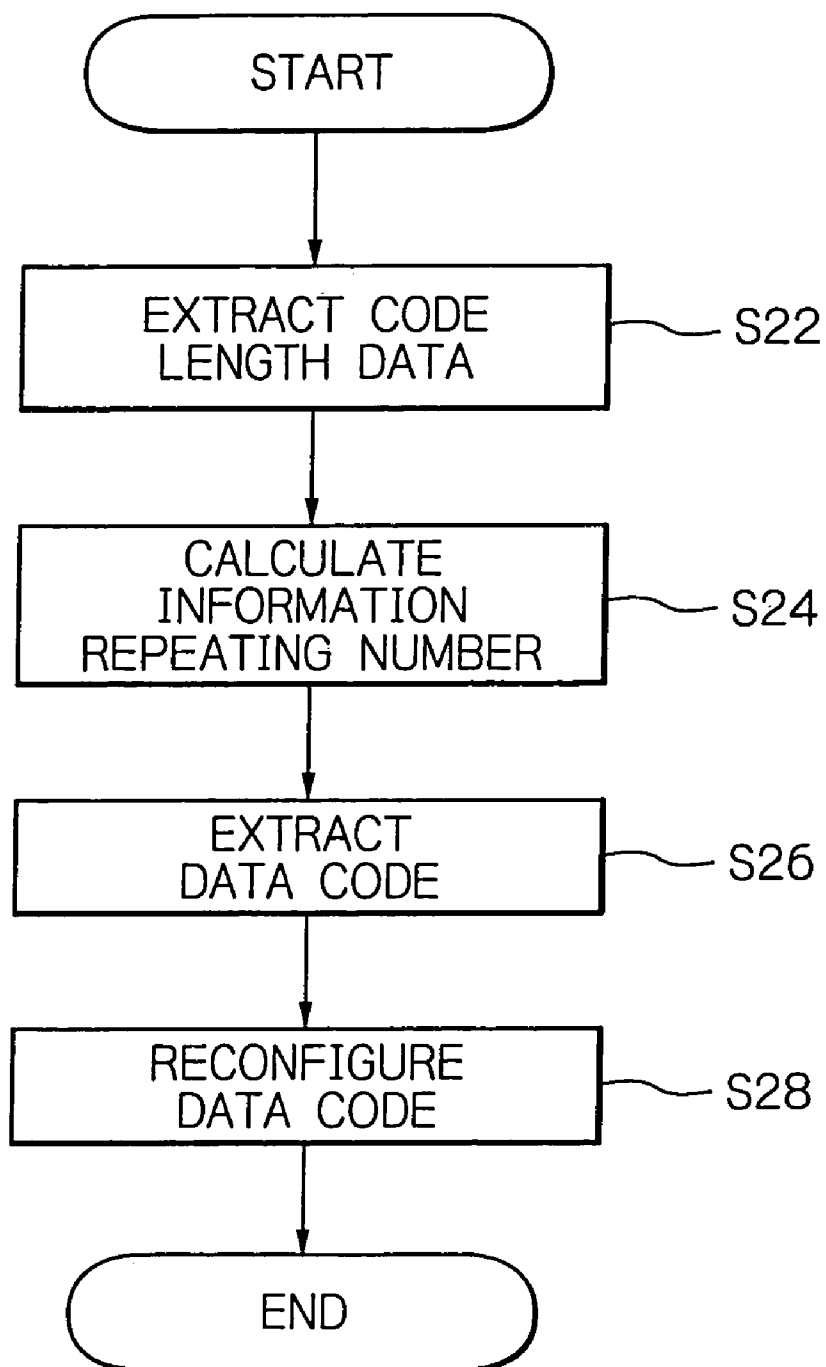 START
EXTRACT CODE
LENGTH DATA
S22
CALCULATE
INFORMATION
REPEATING NUMBER
S24
EXTRACT
DATA CODE
S26
RECONFIGURE
DATA CODE
S28
END